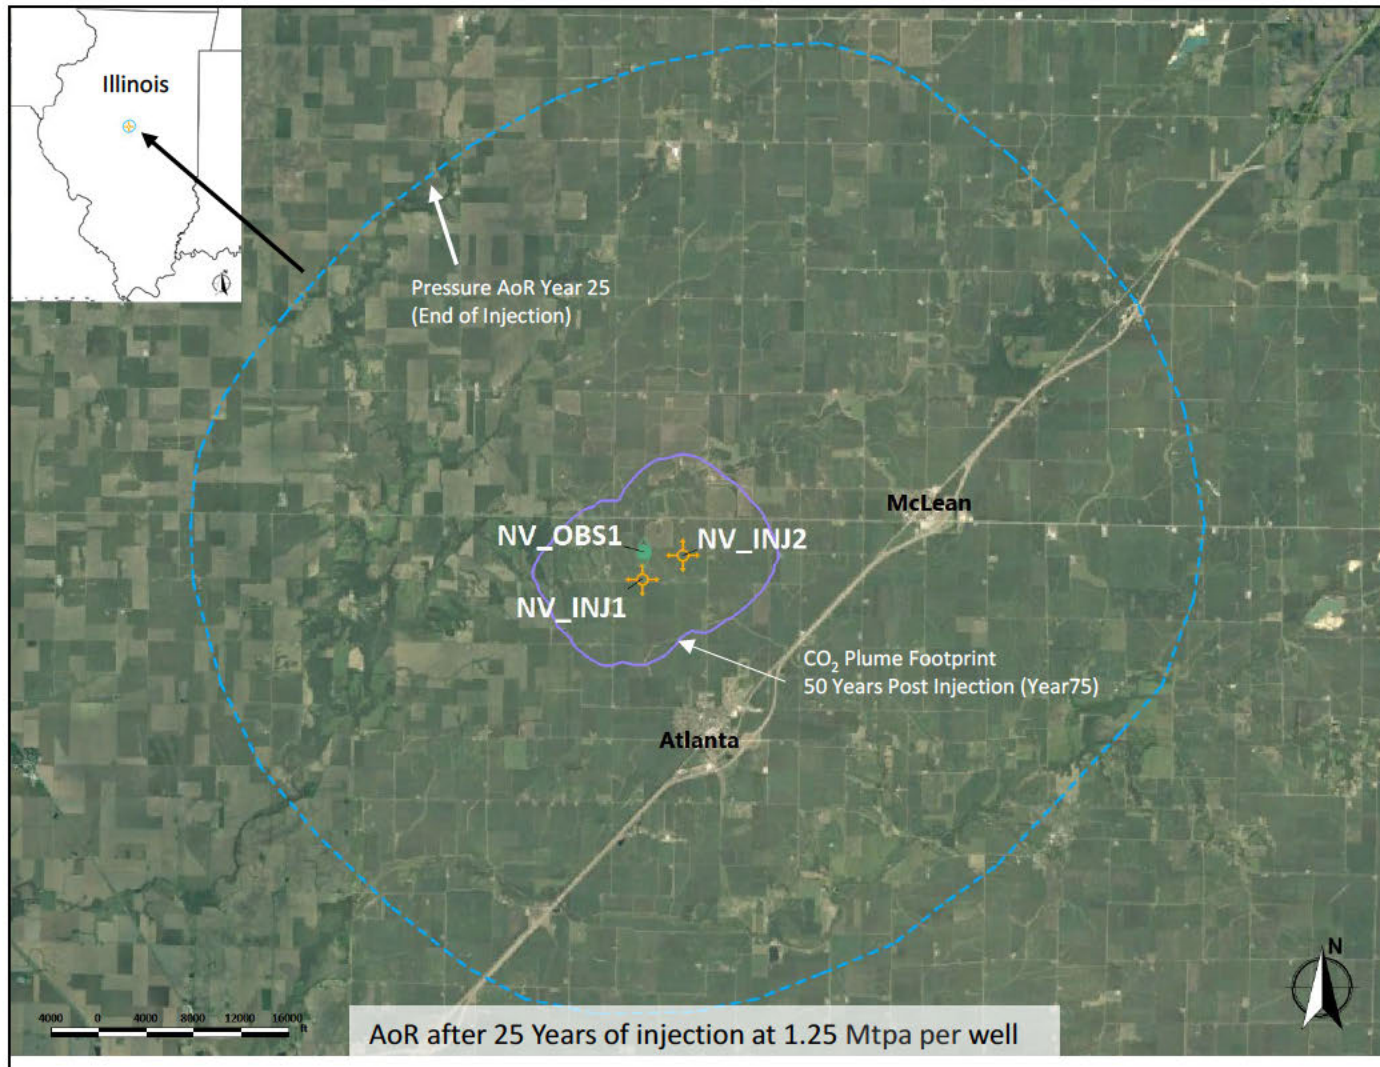 Illinois
N
Pressure AoR Year 25
(End of Injection)
McLean
NV_OBS1
NV_INJ2
NV_INJ1
CO₂ Plume Footprint
50 Years Post Injection (Year75)
Atlanta
N
4000 0 4000 8000 12000 16000
ft
AoR after 25 Years of injection at 1.25 Mtpa per well